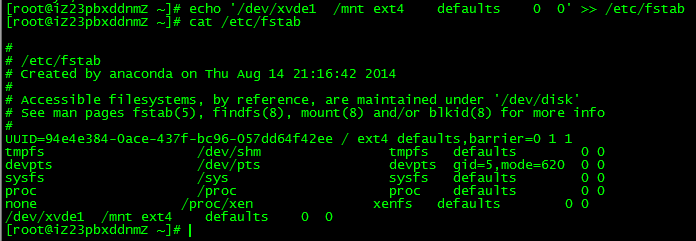 [root@iZ23pbxddnmZ ~]# echo '/dev/xvde1  /mnt ext4    defaults    0  0' >> /etc/fstab
[root@iZ23pbxddnmZ ~]# cat /etc/fstab

#
# /etc/fstab
# Created by anaconda on Thu Aug 14 21:16:42 2014
#
# Accessible filesystems, by reference, are maintained under '/dev/disk'
# See man pages fstab(5), findfs(8), mount(8) and/or blkid(8) for more info
#
UUID=94e4e384-0ace-437f-bc96-057dd64f42ee / ext4 defaults,barrier=0 1 1
tmpfs                   /dev/shm                tmpfs   defaults        0 0
devpts                  /dev/pts                devpts  gid=5,mode=620  0 0
sysfs                   /sys                    sysfs   defaults        0 0
proc                    /proc                   proc    defaults        0 0
none                  /proc/xen               xenfs   defaults        0 0
/dev/xvde1  /mnt ext4    defaults    0  0
[root@iZ23pbxddnmZ ~]#